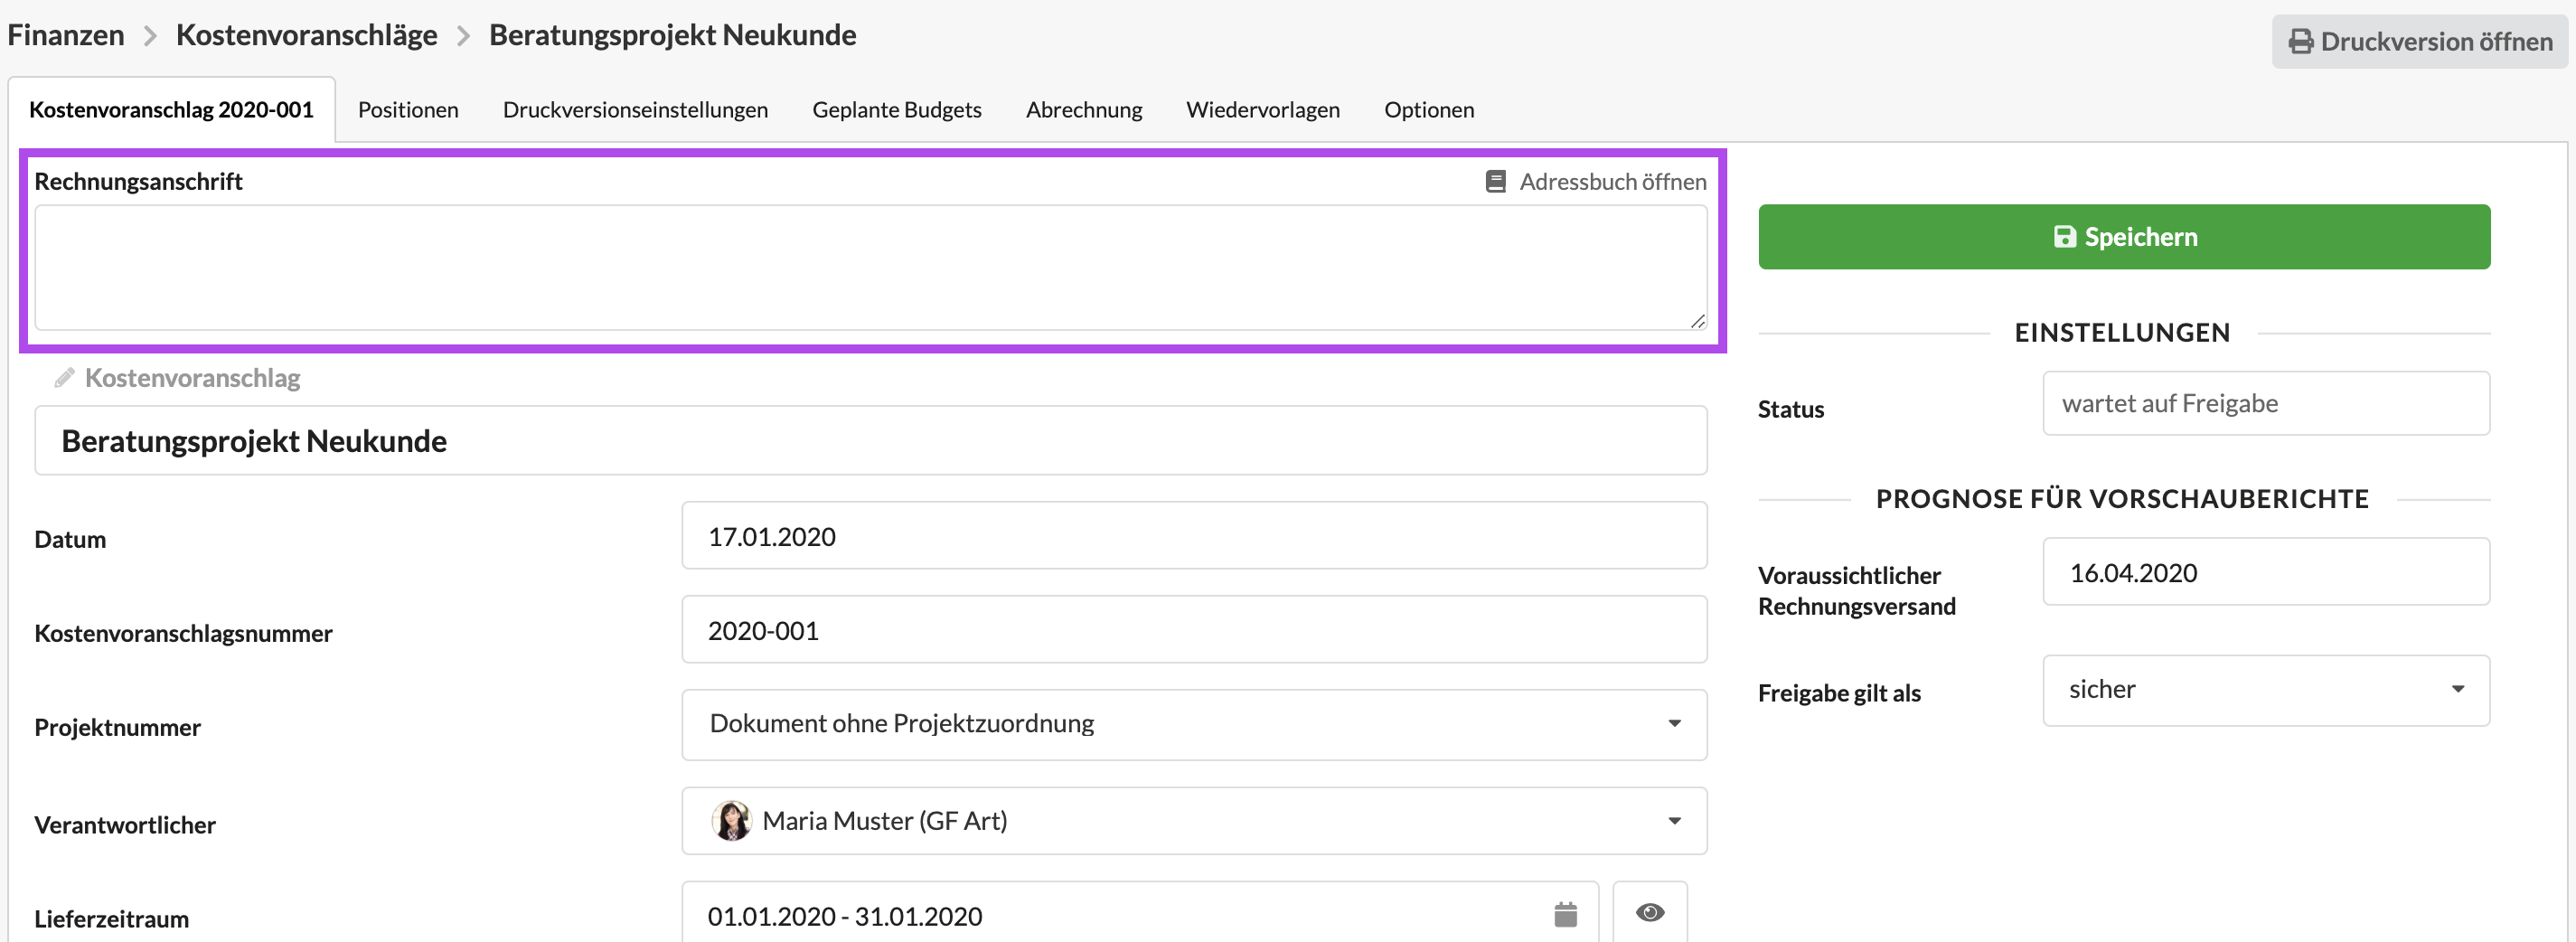 Finanzen > Kostenvoranschläge > Beratungsprojekt Neukunde
Druckversion öffnen
Kostenvoranschlag 2020-001 Positionen Druckversionseinstellungen Geplante Budgets Abrechnung Wiedervorlagen Optionen
Rechnungsanschrift
Adressbuch öffnen
Kostenvoranschlag
Beratungsprojekt Neukunde
Datum
17.01.2020
Kostenvoranschlagsnummer
2020-001
Projektnummer
Dokument ohne Projektzuordnung
Verantwortlicher
Maria Muster (GF Art)
Lieferzeitraum
01.01.2020 - 31.01.2020
Speichern
EINSTELLUNGEN
Status
wartet auf Freigabe
PROGNOSE FÜR VORSCHAUBERICHTE
Voraussichtlicher
Rechnungsversand
16.04.2020
Freigabe gilt als
sicher